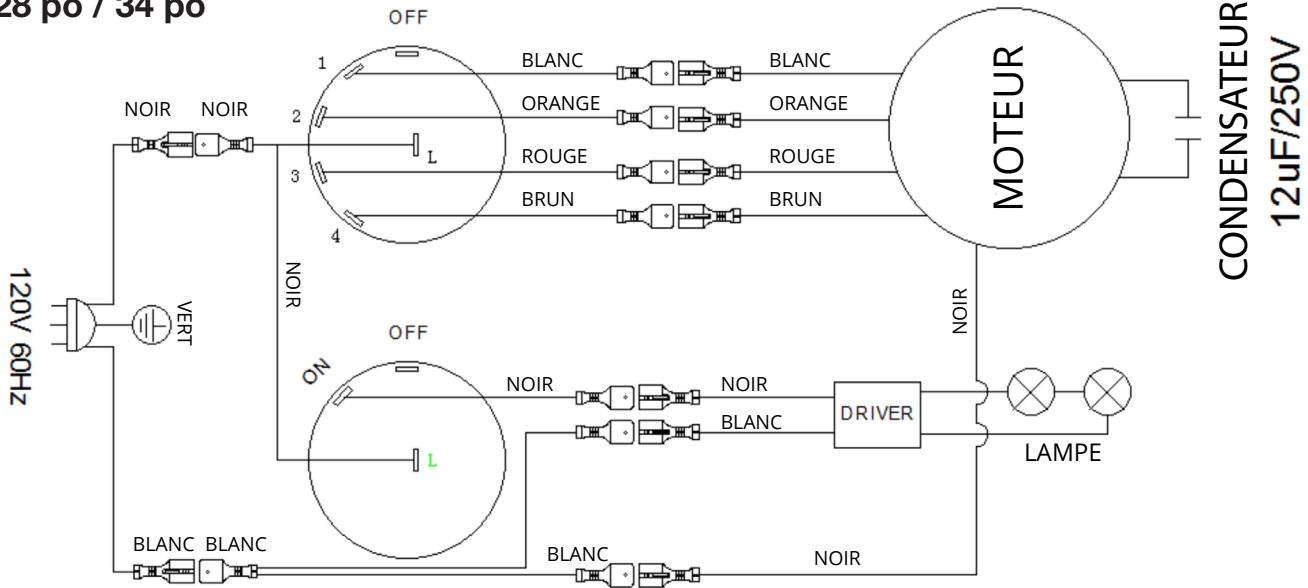 28 po / 34 po
OFF
1
2
3
4
L
NOIR NOIR
BLANC
BLANC
ORANGE
ORANGE
ROUGE
ROUGE
BRUN
BRUN
MOTEUR
CONDENSATEUR
12uF/250V
NOIR
NOIR
120V 60Hz
VERT
OFF
ON
L
NOIR
NOIR
BLANC
DRIVER
LAMPE
BLANC BLANC
BLANC
NOIR